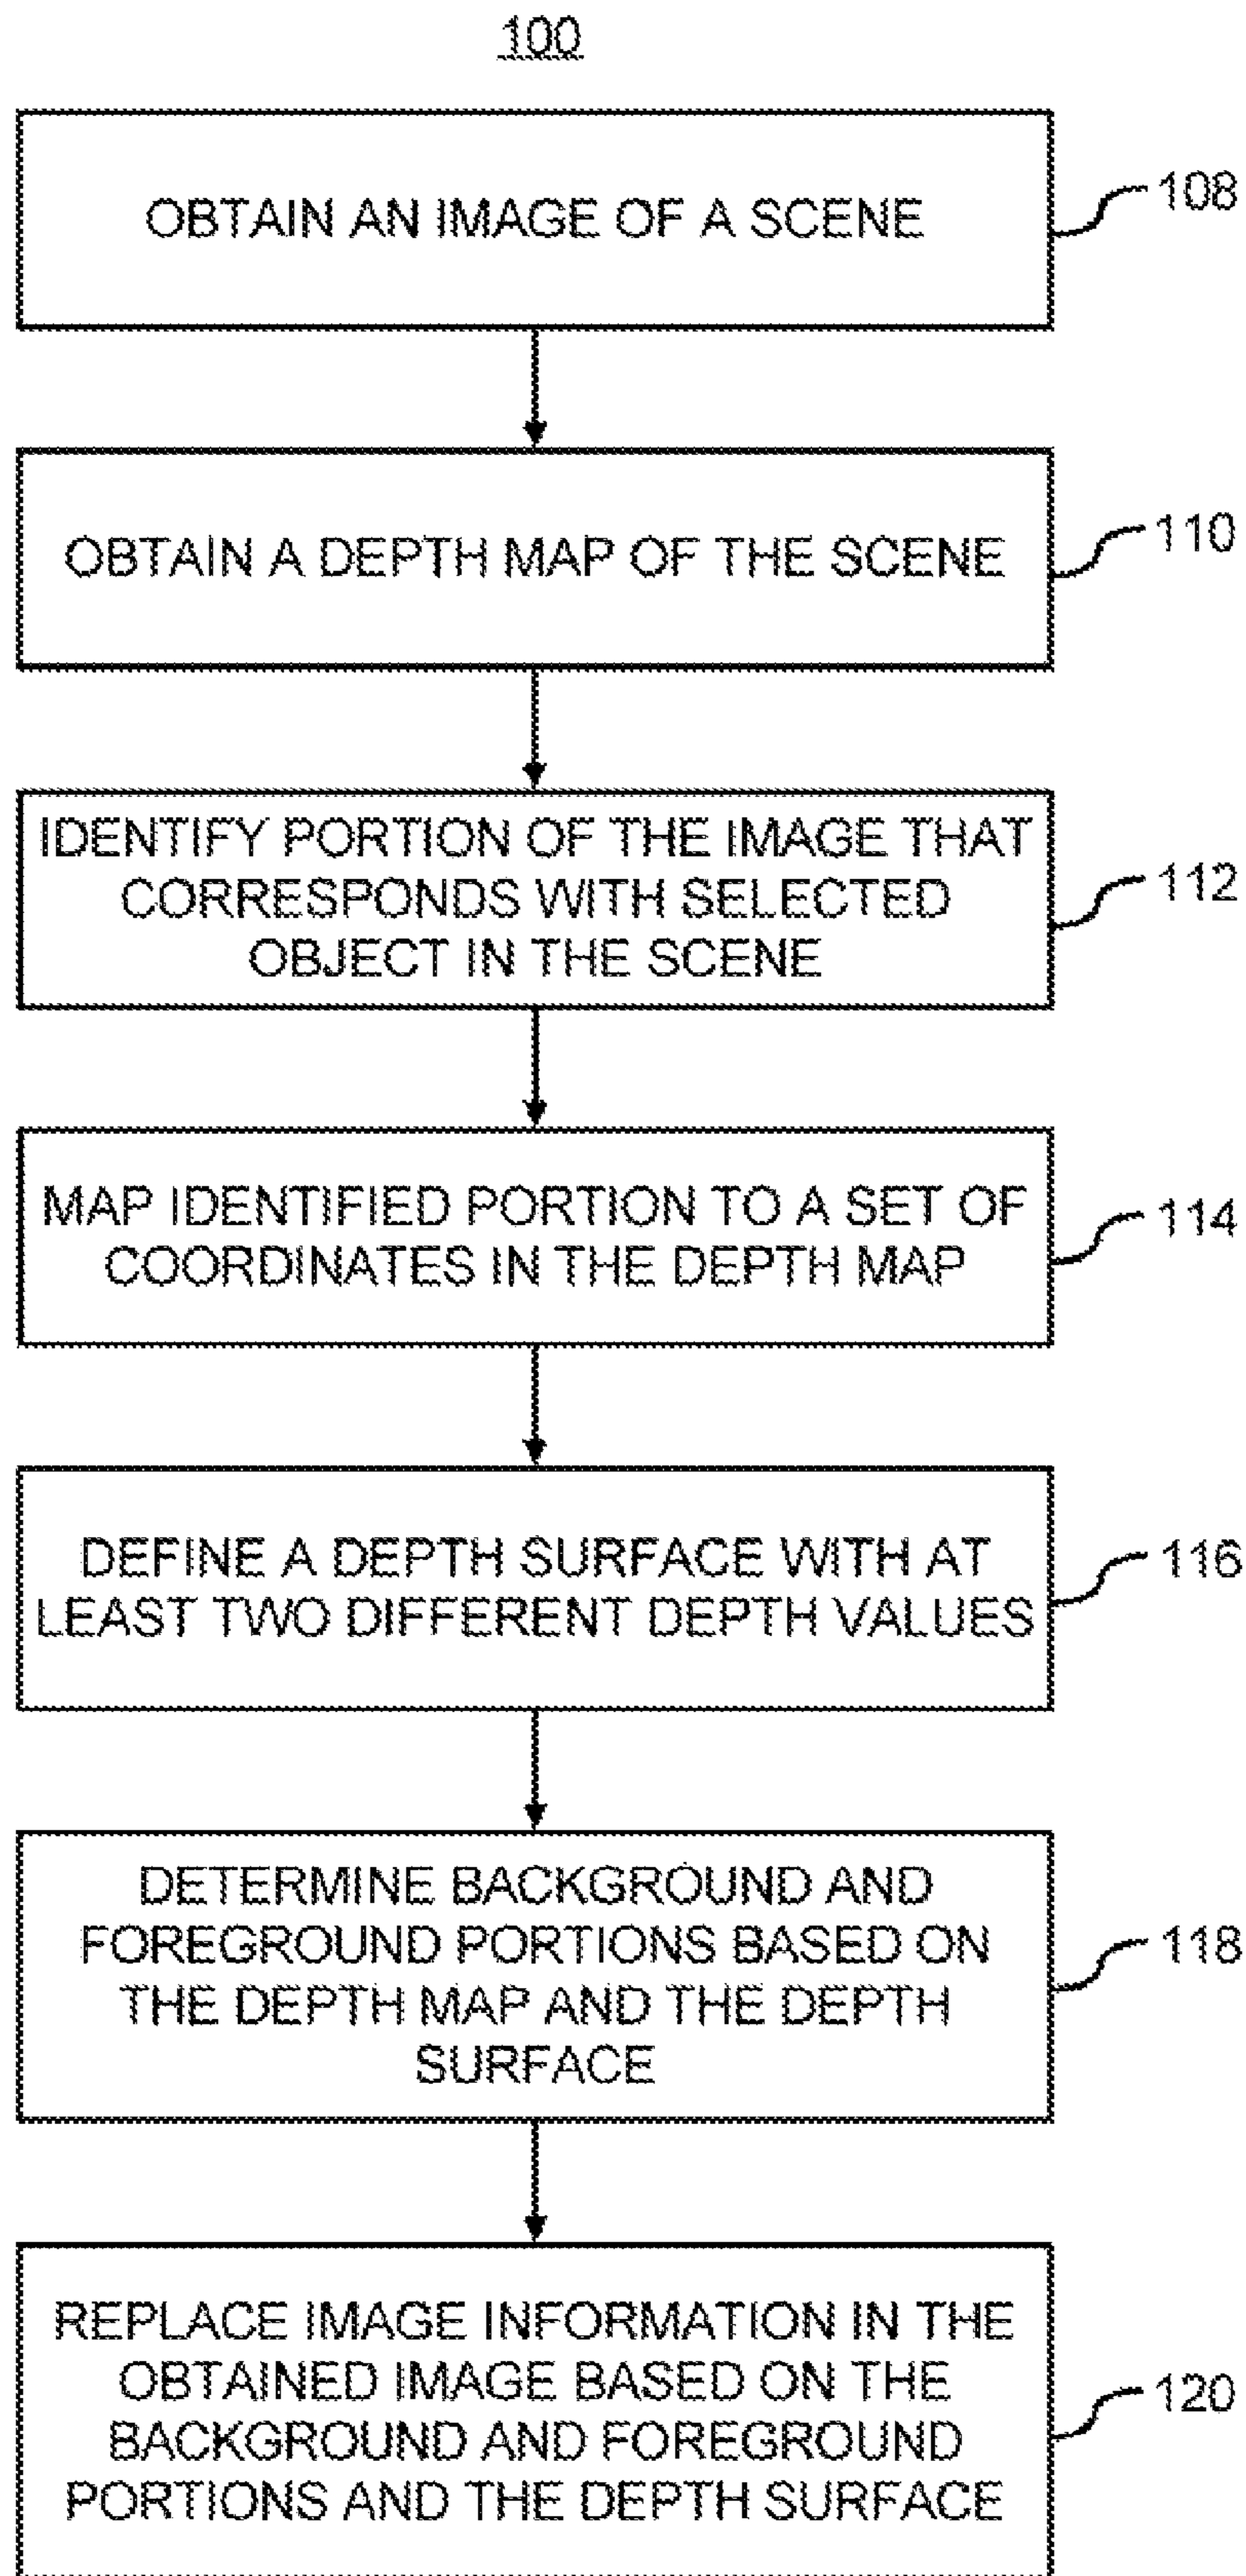 100
OBTAIN AN IMAGE OF A SCENE
108
OBTAIN A DEPTH MAP OF THE SCENE
110
IDENTIFY PORTION OF THE IMAGE THAT
CORRESPONDS WITH SELECTED
OBJECT IN THE SCENE
112
MAP IDENTIFIED PORTION TO A SET OF
COORDINATES IN THE DEPTH MAP
114
DEFINE A DEPTH SURFACE WITH AT
LEAST TWO DIFFERENT DEPTH VALUES
116
DETERMINE BACKGROUND AND
FOREGROUND PORTIONS BASED ON
THE DEPTH MAP AND THE DEPTH
SURFACE
118
REPLACE IMAGE INFORMATION IN THE
OBTAINED IMAGE BASED ON THE
BACKGROUND AND FOREGROUND
PORTIONS AND THE DEPTH SURFACE
120